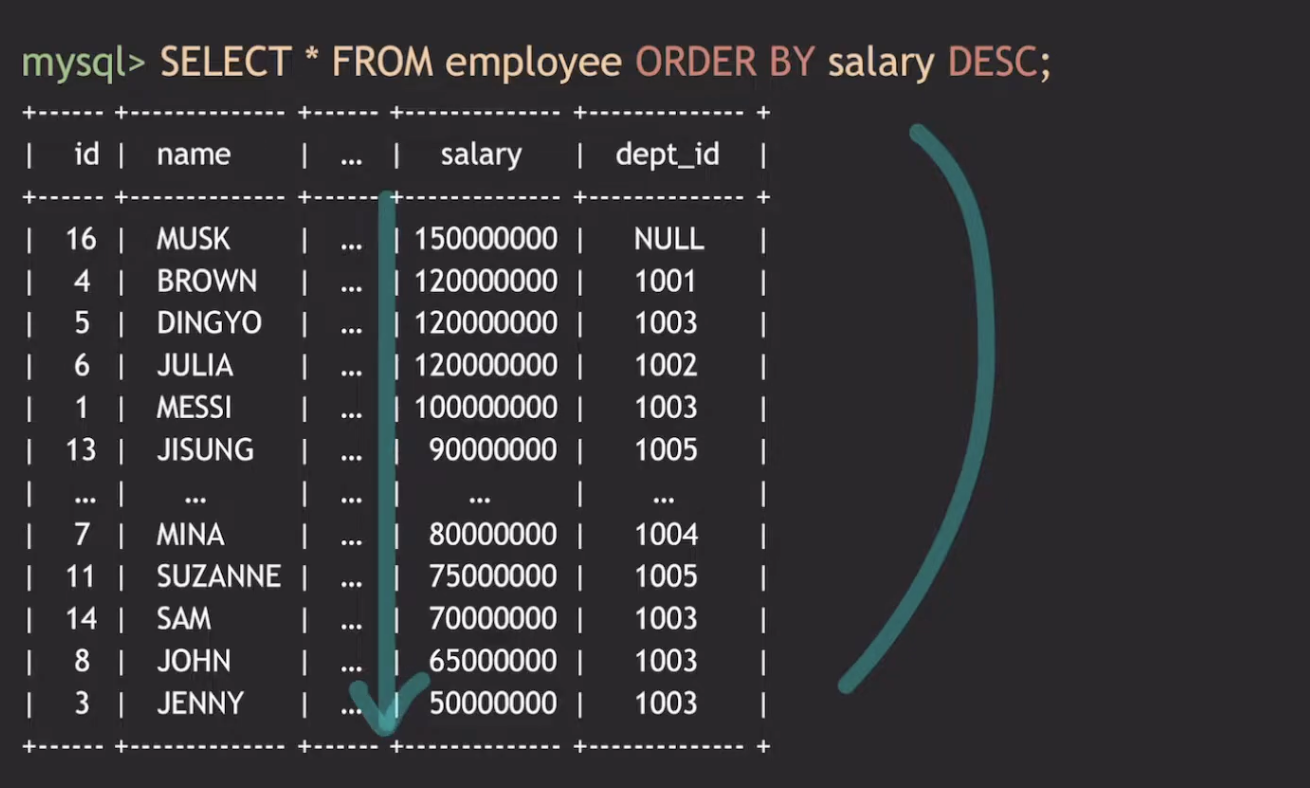 mysql> SELECT * FROM employee ORDER BY salary DESC;
+------ +-------------- +------ +-------------- +-------------- +
| id | name | ... | salary | dept_id |
+------ +-------------- +------ +-------------- +-------------- +
| 16 | MUSK | ... | 150000000 | NULL |
| 4 | BROWN | ... | 120000000 | 1001 |
| 5 | DINGYO | ... | 120000000 | 1003 |
| 6 | JULIA | ... | 120000000 | 1002 |
| 1 | MESSI | ... | 100000000 | 1003 |
| 13 | JISUNG | ... | 90000000 | 1005 |
| ... | ... | ... | ... | ... |
| 7 | MINA | ... | 80000000 | 1004 |
| 11 | SUZANNE | ... | 75000000 | 1005 |
| 14 | SAM | ... | 70000000 | 1003 |
| 8 | JOHN | ... | 65000000 | 1003 |
| 3 | JENNY | ... | 50000000 | 1003 |
+------ +-------------- +------ +-------------- +-------------- +